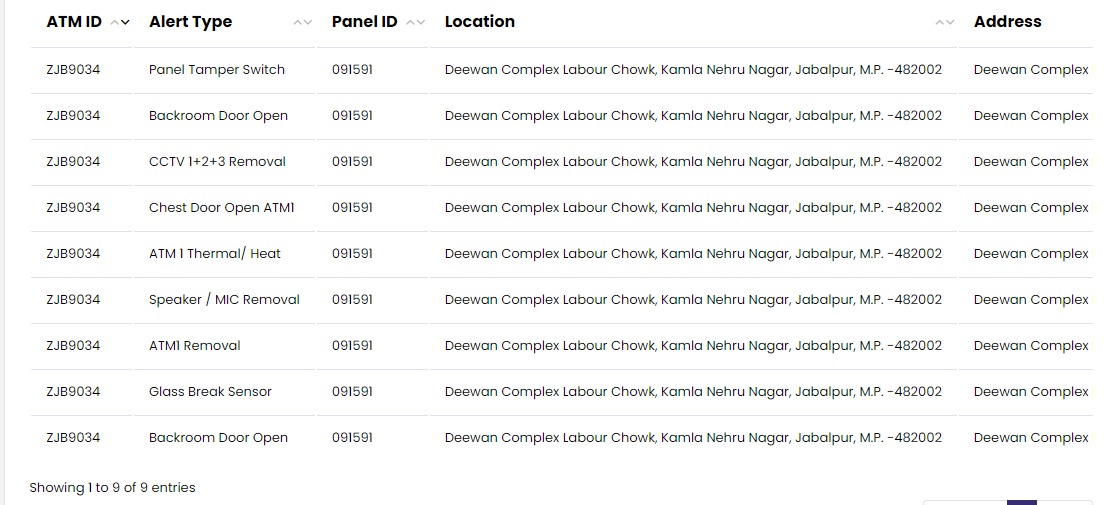 ATM ID Alert Type Panel ID Location Address
ZJB9034 Panel Tamper Switch 091591 Deewan Complex Labour Chowk, Kamla Nehru Nagar, Jabalpur, M.P. -482002 Deewan Complex
ZJB9034 Backroom Door Open 091591 Deewan Complex Labour Chowk, Kamla Nehru Nagar, Jabalpur, M.P. -482002 Deewan Complex
ZJB9034 CCTV 1+2+3 Removal 091591 Deewan Complex Labour Chowk, Kamla Nehru Nagar, Jabalpur, M.P. -482002 Deewan Complex
ZJB9034 Chest Door Open ATM1 091591 Deewan Complex Labour Chowk, Kamla Nehru Nagar, Jabalpur, M.P. -482002 Deewan Complex
ZJB9034 ATM 1 Thermal/ Heat 091591 Deewan Complex Labour Chowk, Kamla Nehru Nagar, Jabalpur, M.P. -482002 Deewan Complex
ZJB9034 Speaker / MIC Removal 091591 Deewan Complex Labour Chowk, Kamla Nehru Nagar, Jabalpur, M.P. -482002 Deewan Complex
ZJB9034 ATM1 Removal 091591 Deewan Complex Labour Chowk, Kamla Nehru Nagar, Jabalpur, M.P. -482002 Deewan Complex
ZJB9034 Glass Break Sensor 091591 Deewan Complex Labour Chowk, Kamla Nehru Nagar, Jabalpur, M.P. -482002 Deewan Complex
ZJB9034 Backroom Door Open 091591 Deewan Complex Labour Chowk, Kamla Nehru Nagar, Jabalpur, M.P. -482002 Deewan Complex
Showing 1 to 9 of 9 entries